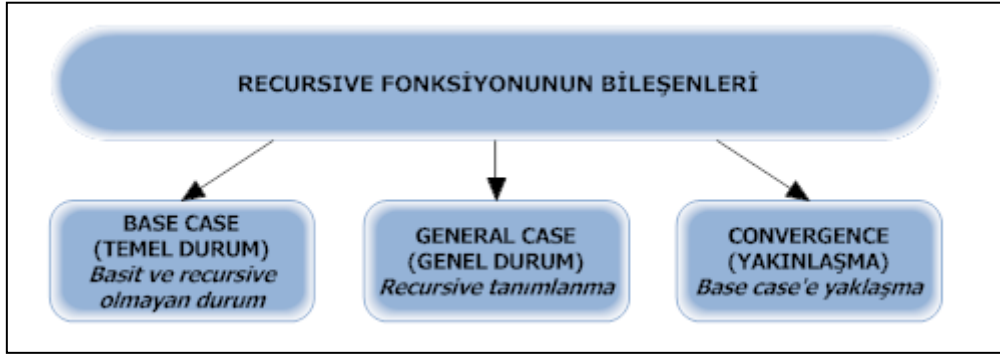 RECURSIVE FONKSİYONUNUN BİLEŞENLERİ
BASE CASE
(TEMEL DURUM)
Basit ve recursive
olmayan durum
GENERAL CASE
(GENEL DURUM)
Recursive tanımlanma
CONVERGENCE
(YAKINLAŞMA)
Base case'e yaklaşma